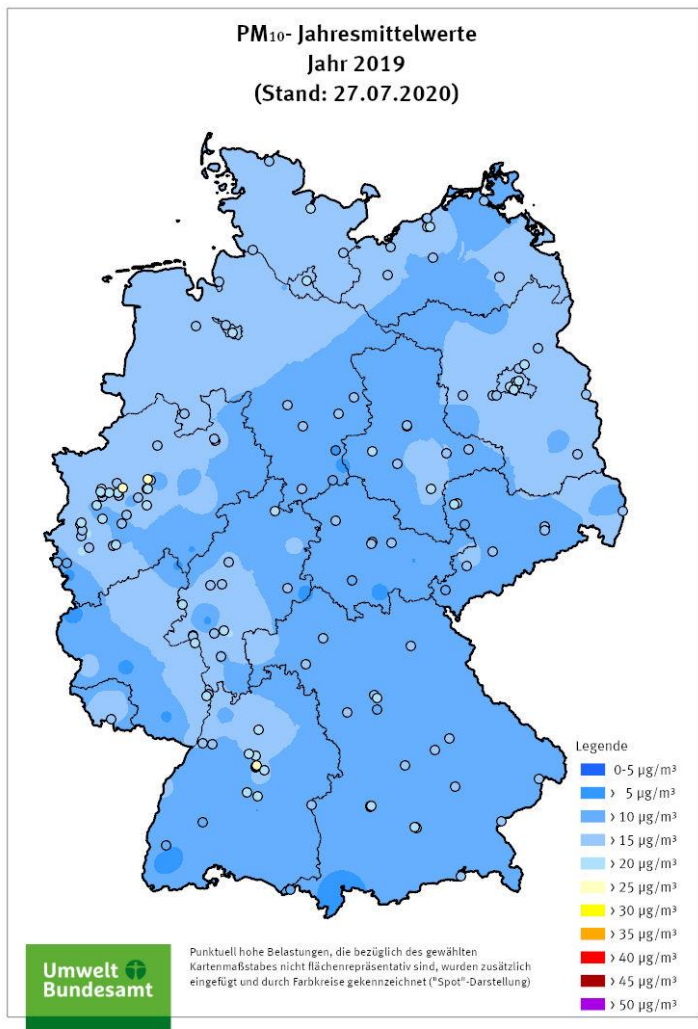 PM₁₀- Jahresmittelwerte
Jahr 2019
(Stand: 27.07.2020)
Legende
0-5 µg/m³
> 5 µg/m³
> 10 µg/m³
> 15 µg/m³
> 20 µg/m³
> 25 µg/m³
> 30 µg/m³
> 35 µg/m³
> 40 µg/m³
> 45 µg/m³
> 50 µg/m³
Umwelt
Bundesamt
Punktuell hohe Belastungen, die bezüglich des gewählten
Kartenmaßstabes nicht flächenrepräsentativ sind, wurden zusätzlich
eingefügt und durch Farbkreise gekennzeichnet ("Spot"-Darstellung)